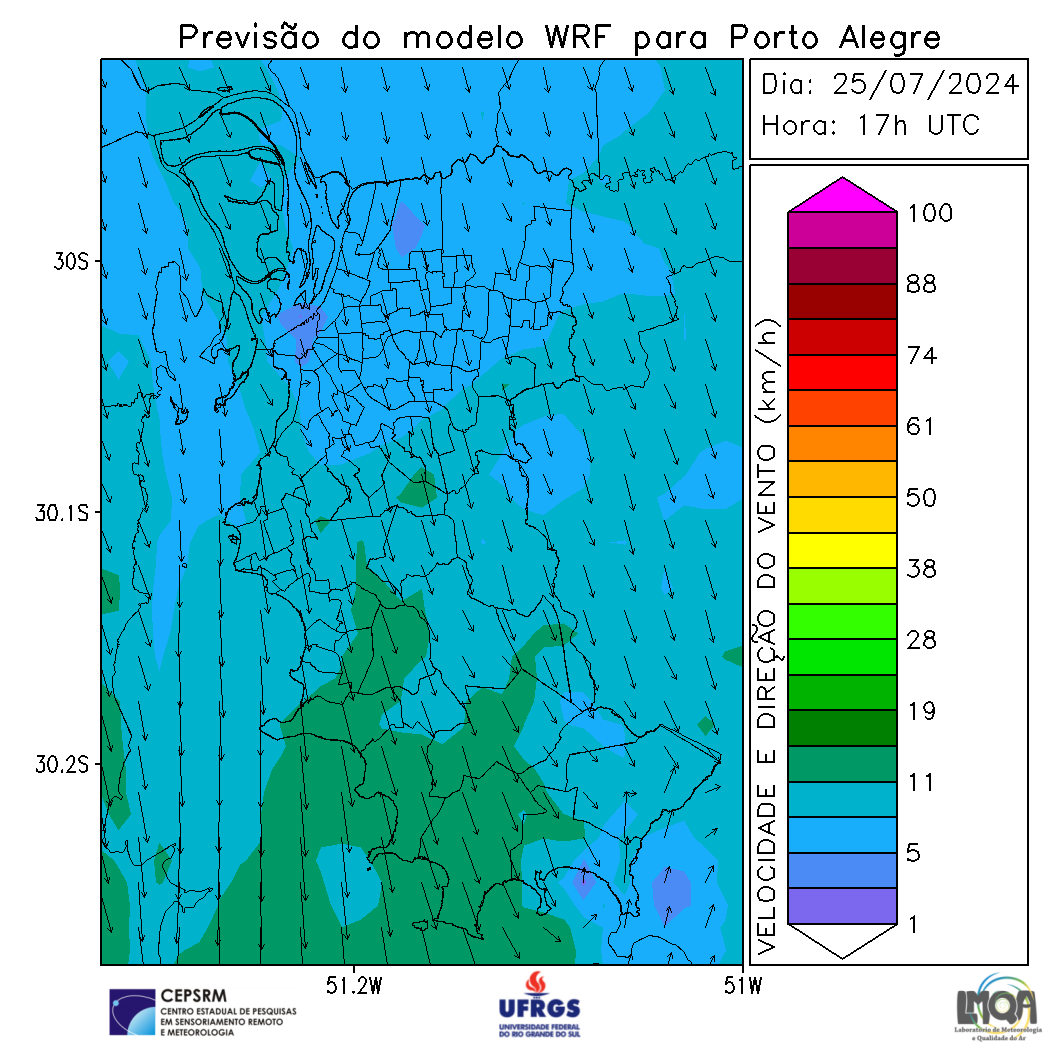 Previsão do modelo WRF para Porto Alegre
Dia: 25/07/2024
Hora: 17h UTC
30S
30.1S
30.2S
51.2W
51W
VELOCIDADE E DIREÇÃO DO VENTO (km/h)
100
88
74
61
50
38
28
19
11
5
1
CEPSRM
CENTRO ESTADUAL DE PESQUISAS
EM SENSORIAMENTO REMOTO
E METEOROLOGIA
UFRGS
UNIVERSIDADE FEDERAL
DO RIO GRANDE DO SUL
LMQA
Laboratório de Meteorologia
e Qualidade do Ar